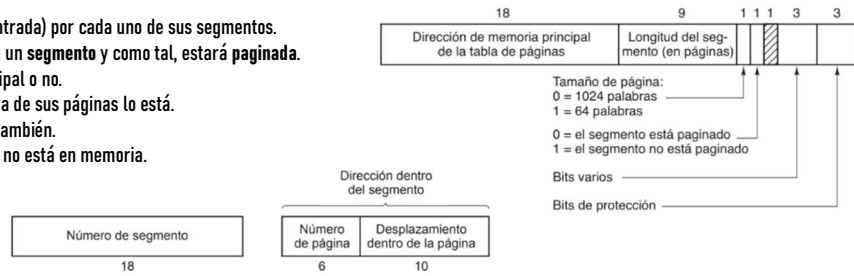 ntrada) por cada uno de sus segmentos.
un segmento y como tal, estará paginada.
ipal o no.
a de sus páginas lo está.
ambién.
no está en memoria.
18 9 1 1 1 3 3
Dirección de memoria principal
de la tabla de páginas
Longitud del seg-
mento (en páginas)
Tamaño de página:
0 = 1024 palabras
1 = 64 palabras
0 = el segmento está paginado
1 = el segmento no está paginado
Bits varios
Bits de protección
Dirección dentro
del segmento
Número de segmento
Número
de página
Desplazamiento
dentro de la página
18 6 10